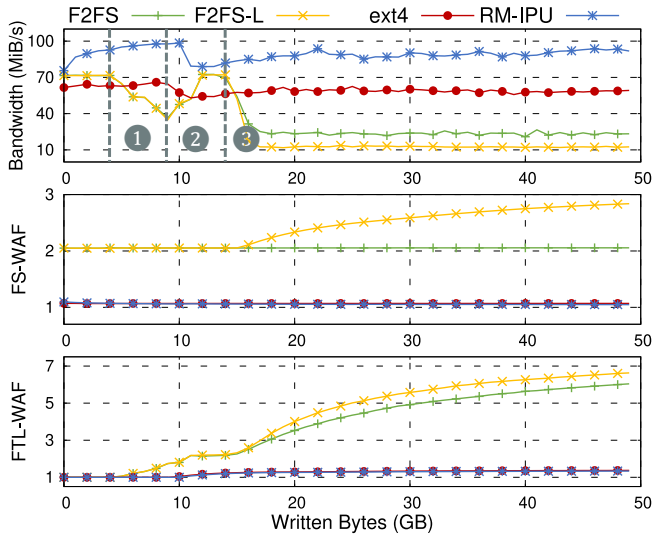 F2FS F2FS-L ext4 RM-IPU
Bandwidth (MiB/s)
100
70
40
10
1 2 3
0 10 20 30 40 50
FS-WAF
3
2
1
0 10 20 30 40 50
FTL-WAF
7
5
3
1
0 10 20 30 40 50
Written Bytes (GB)